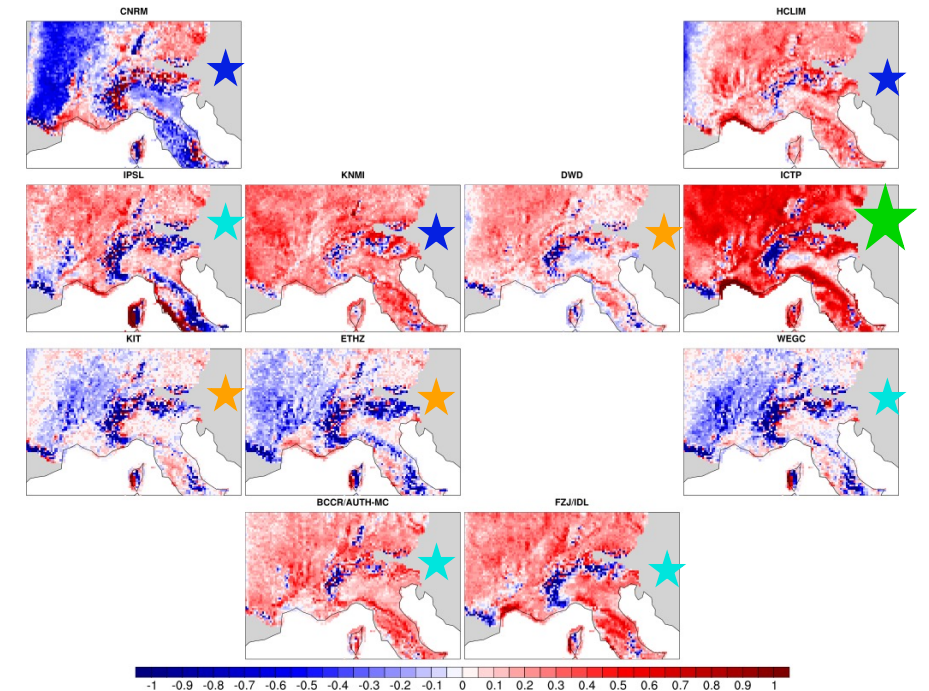 CNRM HCLIM
IPSL KNMI DWD ICTP
KIT ETHZ WEGC
BCCR/AUTH-MC FZJ/IDL
-1 -0.9 -0.8 -0.7 -0.6 -0.5 -0.4 -0.3 -0.2 -0.1 0 0.1 0.2 0.3 0.4 0.5 0.6 0.7 0.8 0.9 1